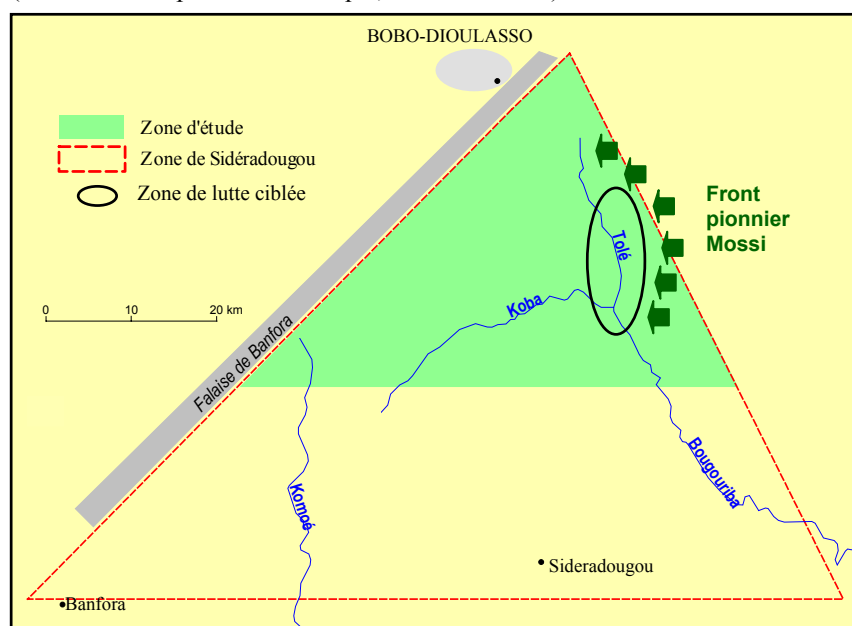 BOBO-DIOULASSO
Zone d'étude
Zone de Sidéradougou
Zone de lutte ciblée
Front
pionnier
Mossi
Tolé
0 10 20 km
Koba
Falaise de Banfora
Komoé
Bougouriba
Sideradougou
Banfora